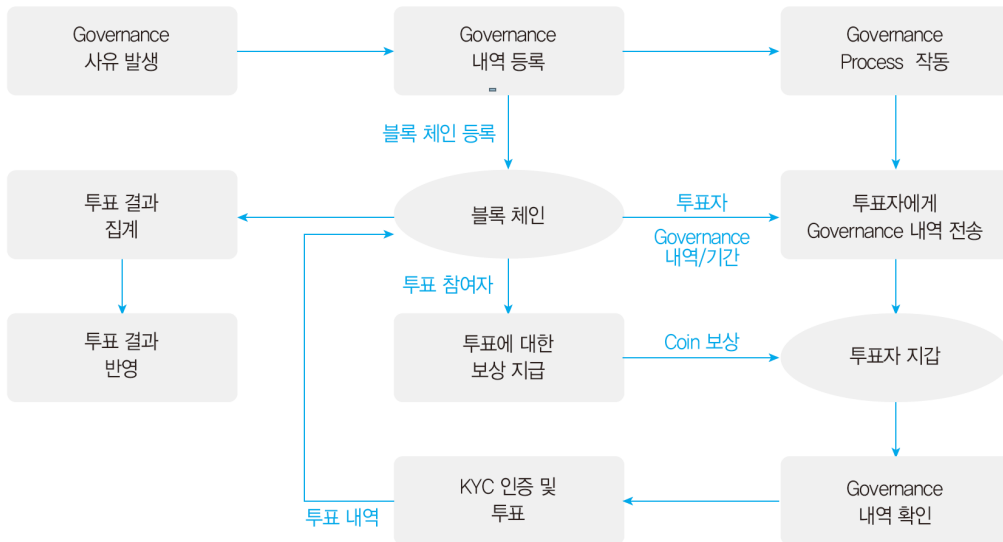 Governance
사유 발생
Governance
내역 등록
Governance
Process 작동
블록 체인 등록
투표 결과
집계
블록 체인
투표자
Governance
내역/기간
투표자에게
Governance 내역 전송
투표 참여자
투표 결과
반영
투표에 대한
보상 지급
Coin 보상
투표자 지갑
KYC 인증 및
투표
투표 내역
Governance
내역 확인